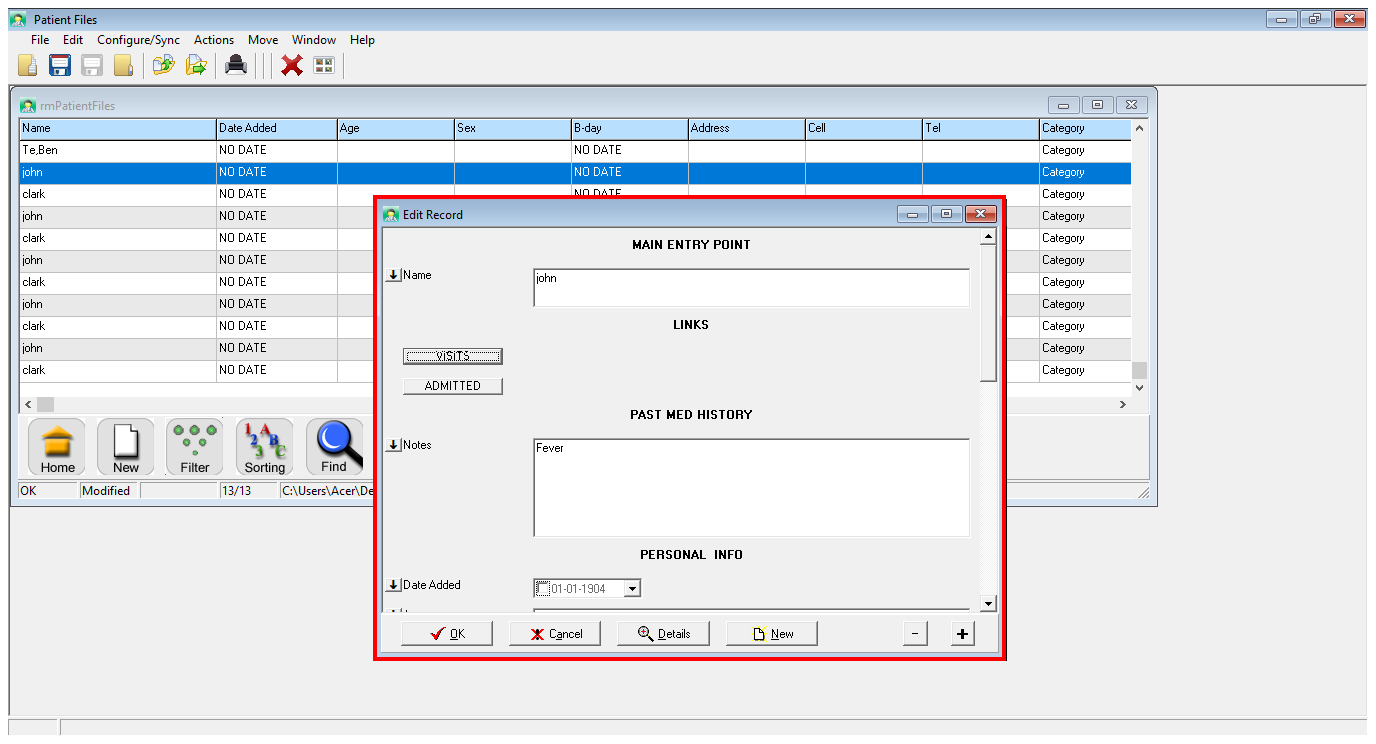 Patient Files
File Edit Configure/Sync Actions Move Window Help
rmPatientFiles
Name Date Added Age Sex B-day Address Cell Tel Category
Te,Ben NO DATE NO DATE Category
john NO DATE NO DATE Category
clark NO DATE NO DATE Category
john NO DATE Category
clark NO DATE Category
john NO DATE Category
clark NO DATE Category
john NO DATE Category
clark NO DATE Category
john NO DATE Category
clark NO DATE Category
Home New Filter Sorting Find
OK Modified 13/13 C:\Users\Acer\De
Edit Record
MAIN ENTRY POINT
Name john
LINKS
VISITS
ADMITTED
PAST MED HISTORY
Notes Fever
PERSONAL INFO
Date Added 01-01-1904
OK Cancel Details New - +